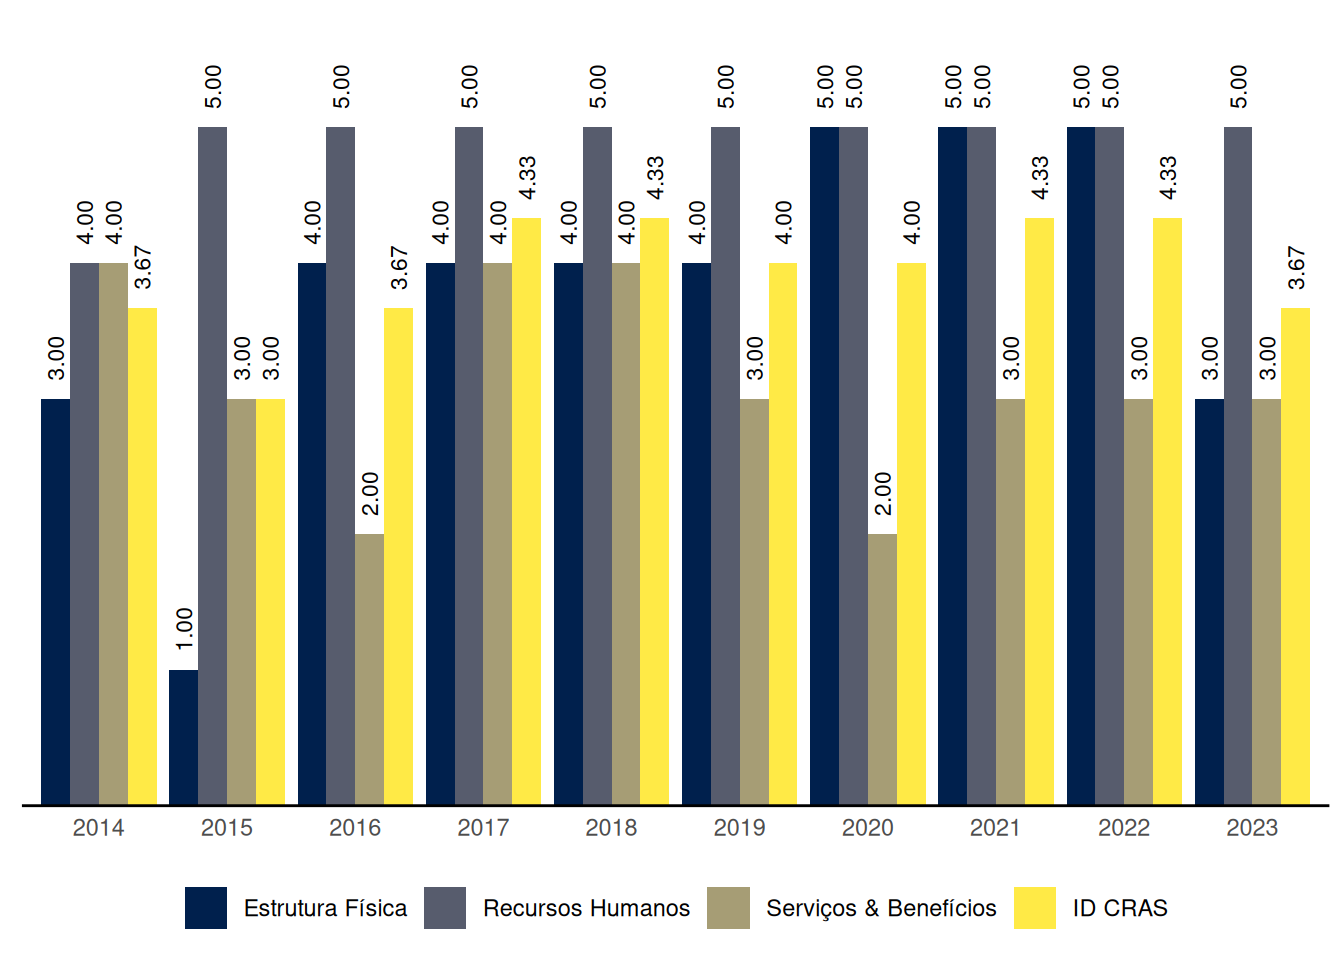 5.00 5.00 5.00 5.00 5.00 5.00 5.00 5.00 5.00 5.00 5.00 5.00
4.33 4.33 4.33 4.33
4.00 4.00 4.00 4.00 4.00 4.00 4.00 4.00 4.00 4.00
3.67 3.67 3.67
3.00 3.00 3.00 3.00 3.00 3.00 3.00 3.00
2.00 2.00
1.00
2014 2015 2016 2017 2018 2019 2020 2021 2022 2023
Estrutura Física Recursos Humanos Serviços & Benefícios ID CRAS